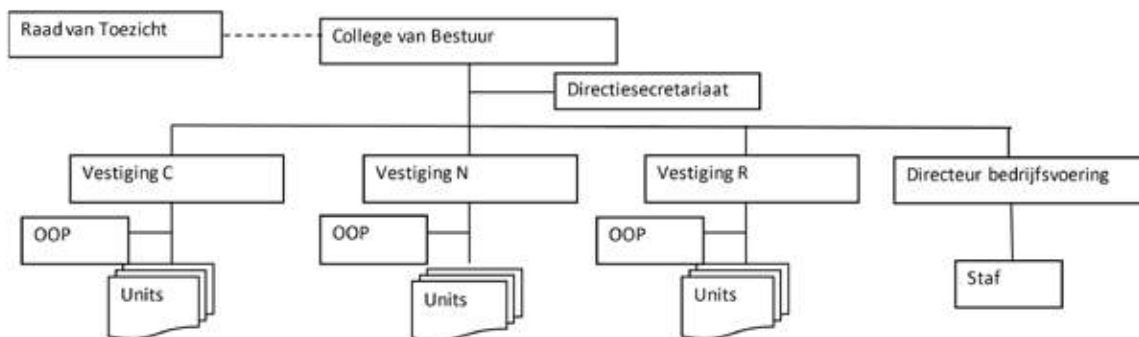 Raad van Toezicht
College van Bestuur
Directiesecretariaat
Vestiging C
Vestiging N
Vestiging R
Directeur bedrijfsvoering
OOP
OOP
OOP
Staf
Units
Units
Units